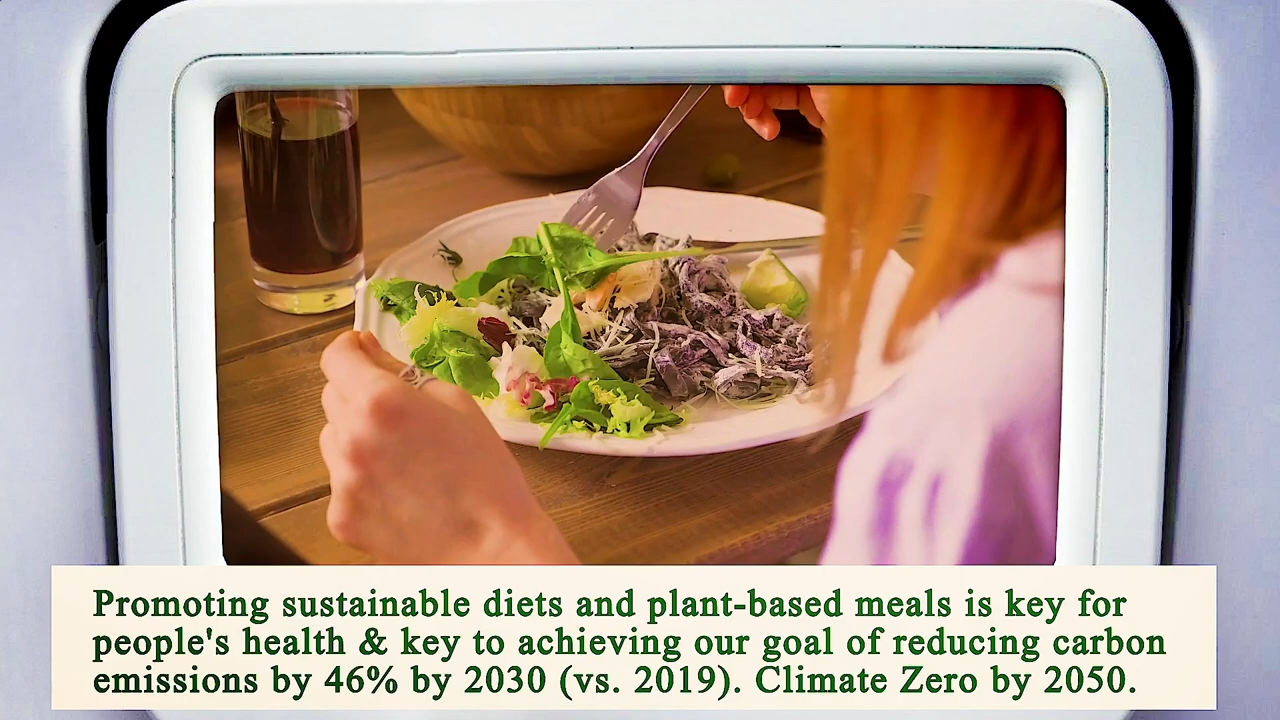 Promoting sustainable diets and plant-based meals is key for
people's health & key to achieving our goal of reducing carbon
emissions by 46% by 2030 (vs. 2019). Climate Zero by 2050.